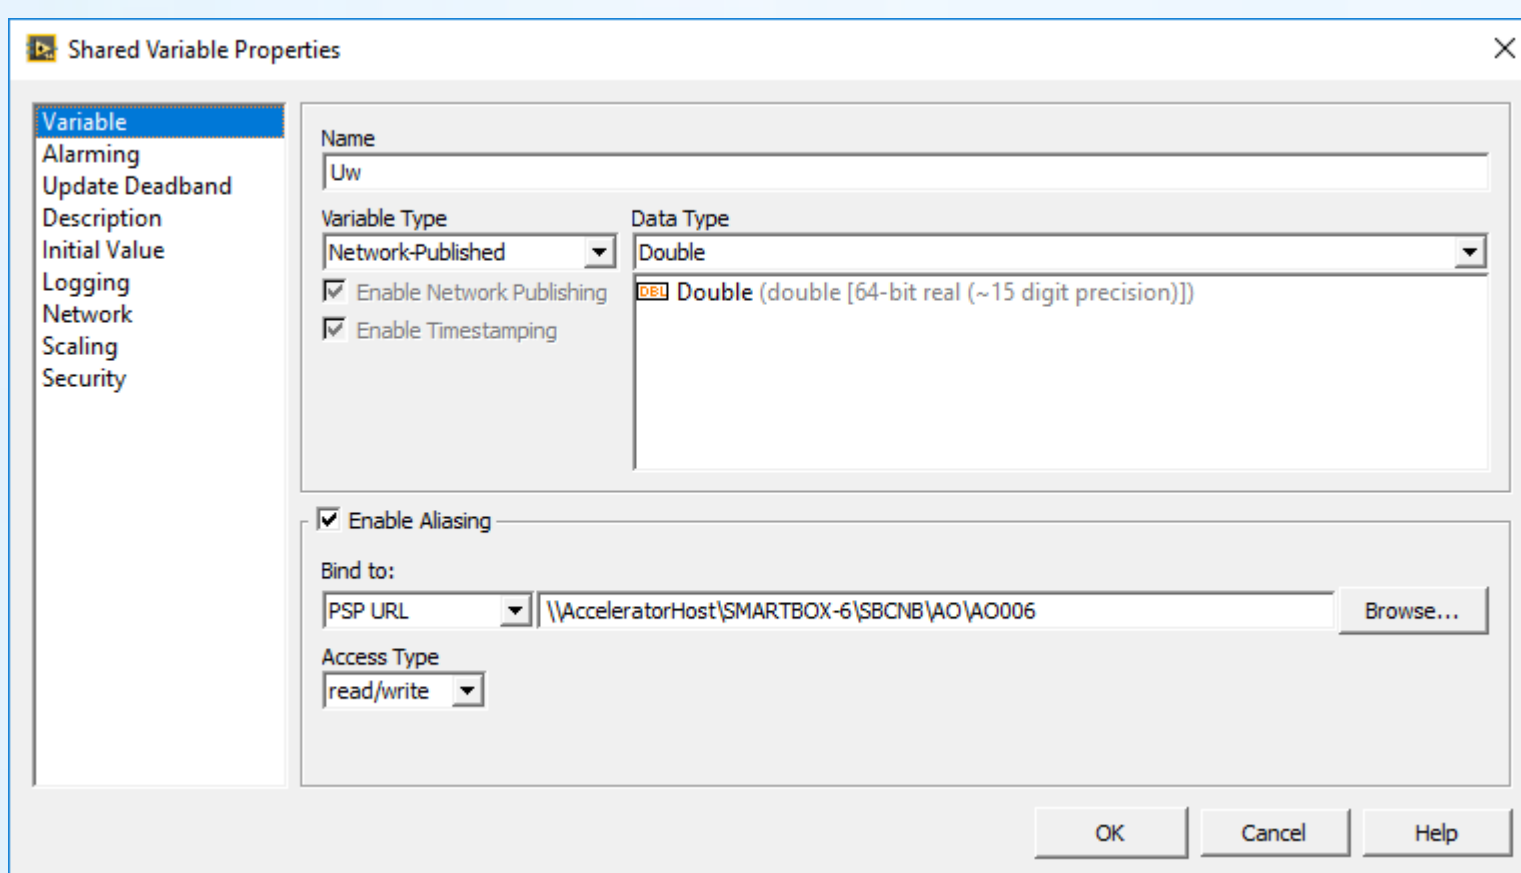 Shared Variable Properties
Variable
Alarming
Update Deadband
Description
Initial Value
Logging
Network
Scaling
Security
Name
Uw
Variable Type
Data Type
Network-Published
Double
Enable Network Publishing
DBL Double (double [64-bit real (~15 digit precision)])
Enable Timestamping
Enable Aliasing
Bind to:
PSP URL
\\AcceleratorHost\SMARTBOX-6\SBCNB\AO\AO006
Browse...
Access Type
read/write
OK
Cancel
Help